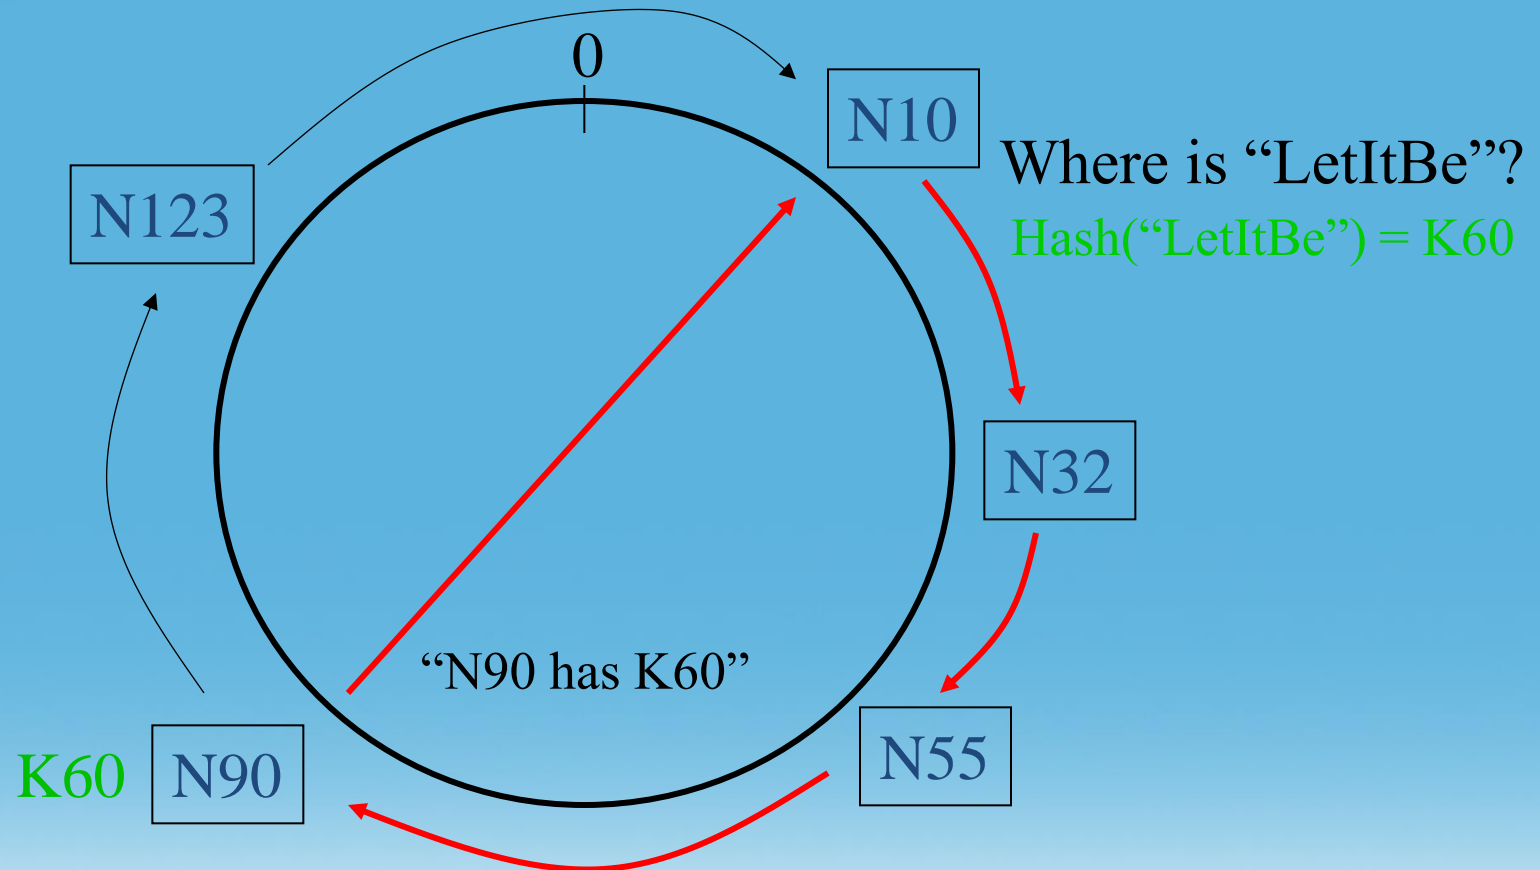 0
N10
Where is “LetItBe”?
Hash(“LetItBe”) = K60
N123
N32
“N90 has K60”
N55
K60
N90